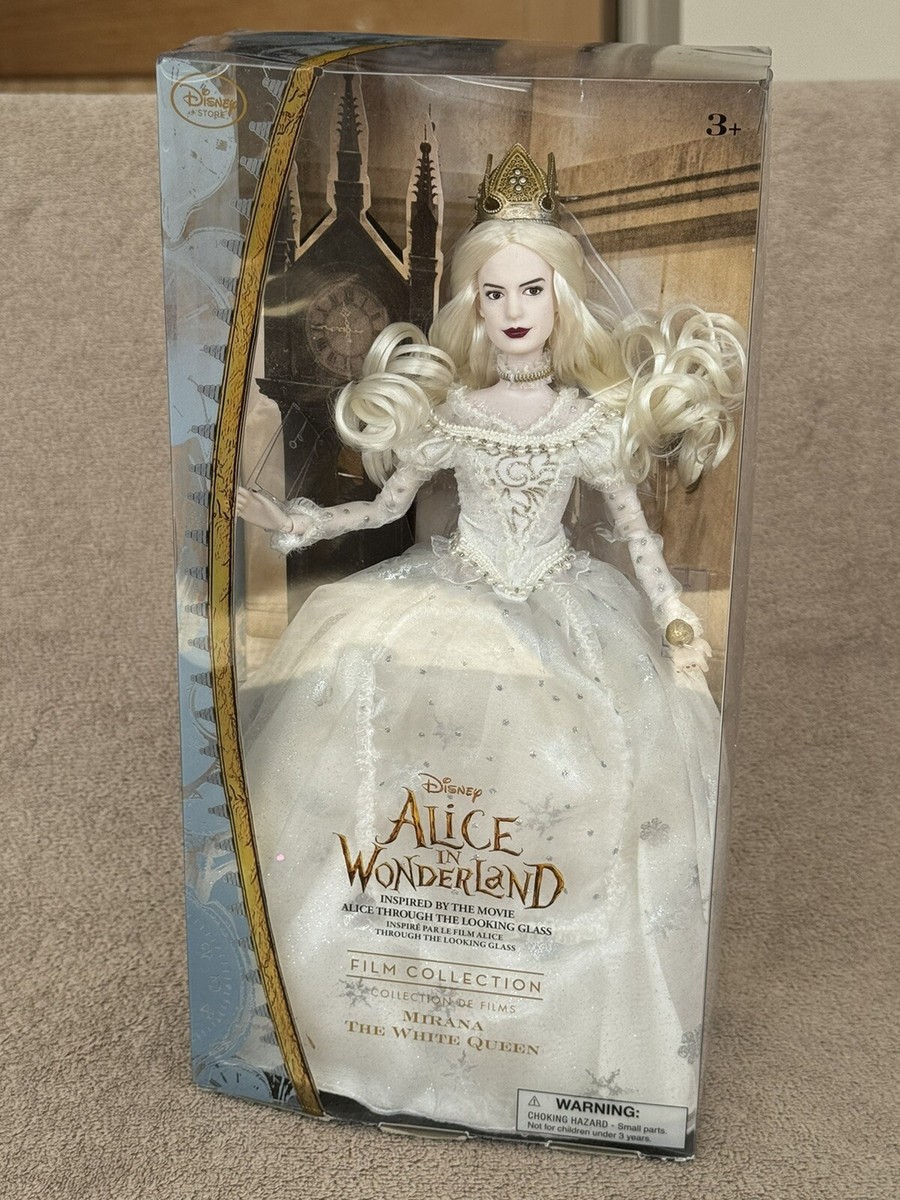 Disney
STORE
3+
Disney
ALiCE
IN
WONDERLAND
INSPIRED BY THE MOVIE
ALICE THROUGH THE LOOKING GLASS
INSPIRÉ PAR LE FILM ALICE
THROUGH THE LOOKING GLASS
FILM COLLECTION
COLLECTION DE FILMS
MIRANA
THE WHITE QUEEN
⚠ WARNING:
CHOKING HAZARD - Small parts.
Not for children under 3 years.